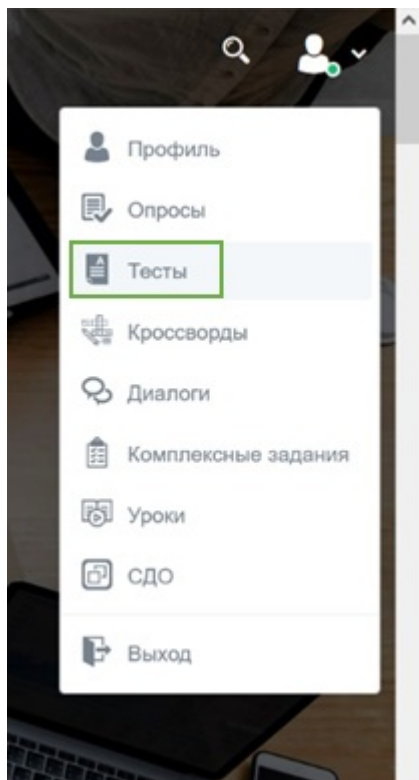 Профиль
Опросы
Тесты
Кроссворды
Диалоги
Комплексные задания
Уроки
СДО
Выход